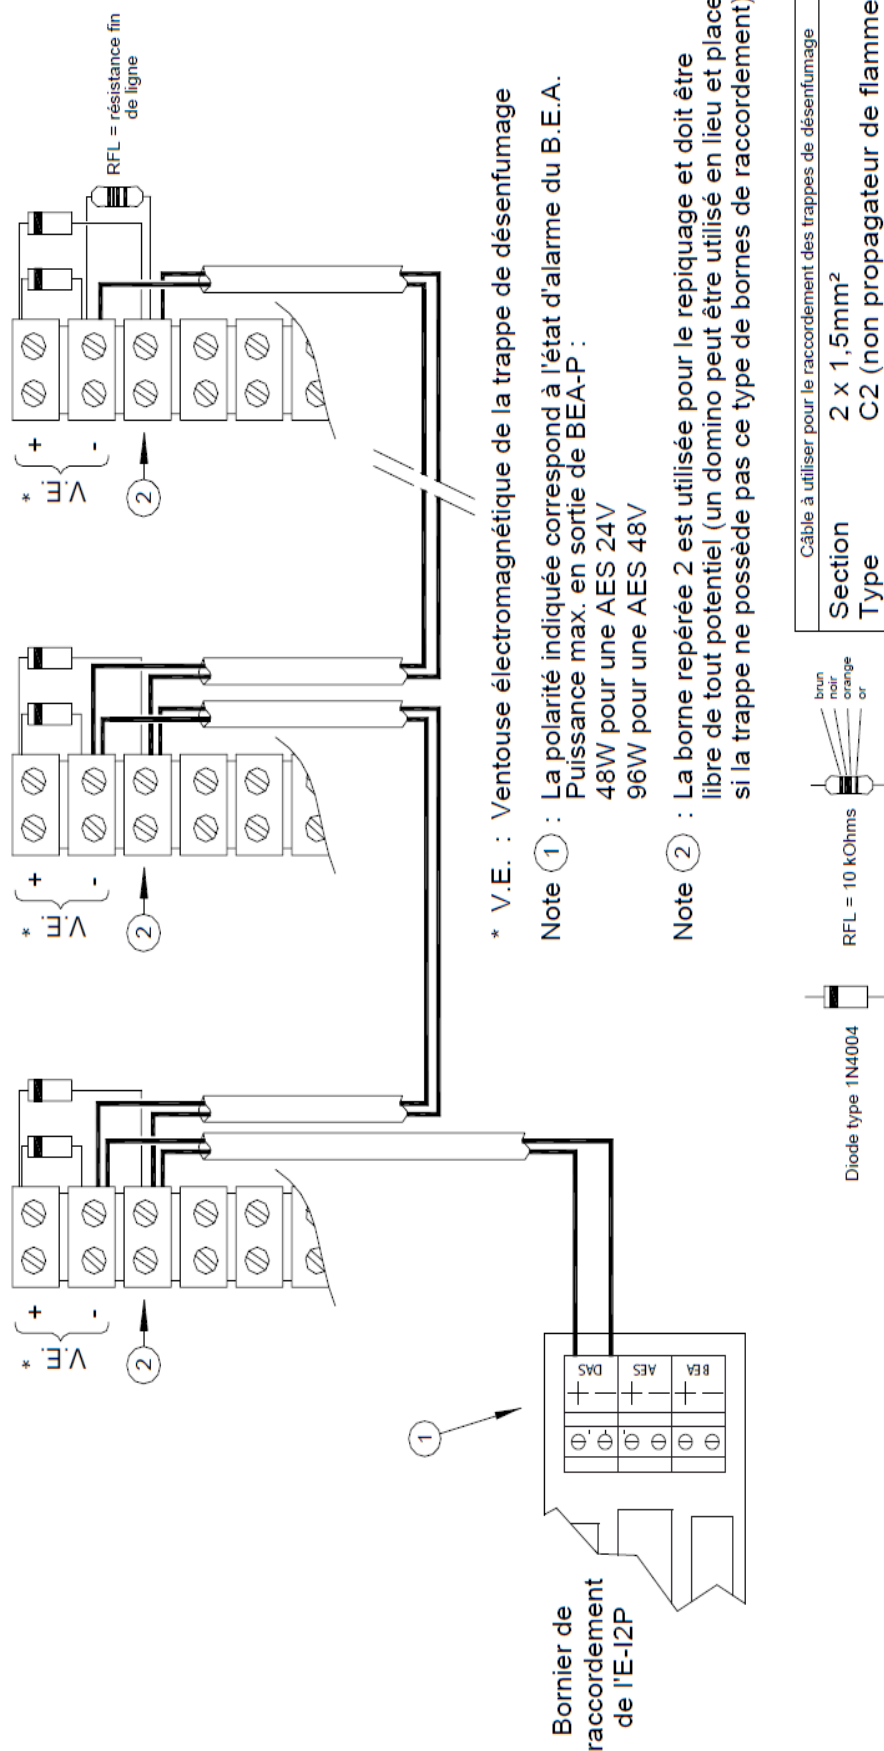 * V.E. + -
2
* V.E. + -
2
* V.E. + -
2
RFL = résistance fin
de ligne
1
+ - DAS
+ - AES
+ - BEA
Bornier de
raccordement
de l'E-I2P
* V.E. : Ventouse électromagnétique de la trappe de désenfumage
Note 1 : La polarité indiquée correspond à l'état d'alarme du B.E.A.
Puissance max. en sortie de BEA-P :
48W pour une AES 24V
96W pour une AES 48V
Note 2 : La borne repérée 2 est utilisée pour le repiquage et doit être
libre de tout potentiel (un domino peut être utilisé en lieu et place
si la trappe ne possède pas ce type de bornes de raccordement)
Diode type 1N4004
RFL = 10 kOhms
brun
noir
orange
or
Câble à utiliser pour le raccordement des trappes de désenfumage
Section 2 x 1,5mm²
Type C2 (non propagateur de flamme